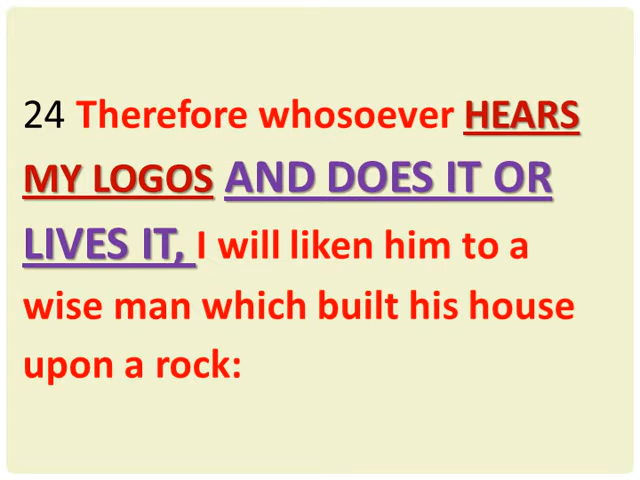 24 Therefore whosoever HEARS
MY LOGOS AND DOES IT OR
LIVES IT, I will liken him to a
wise man which built his house
upon a rock: